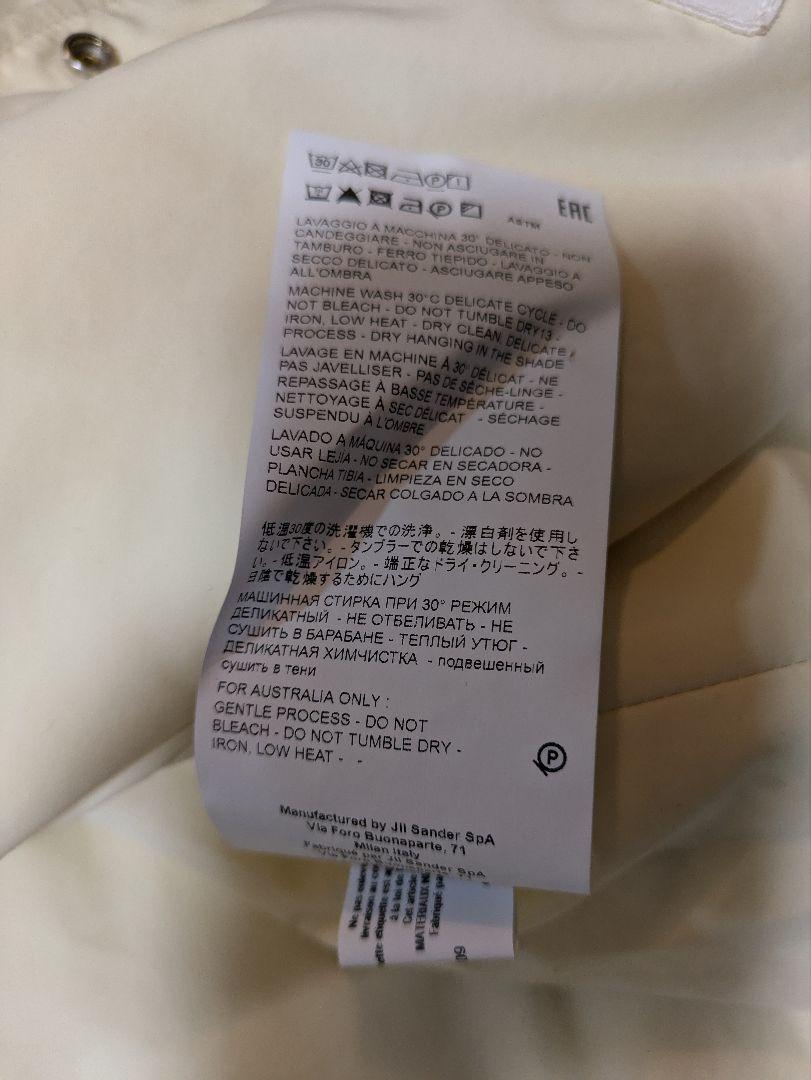 30
ASTM
EAC
LAVAGGIO A MACCHINA 30° DELICATO - NON
CANDEGGIARE - NON ASCIUGARE IN
TAMBURO - FERRO TIEPIDO - LAVAGGIO A
SECCO DELICATO - ASCIUGARE APPESO
ALL'OMBRA
MACHINE WASH 30°C DELICATE CYCLE - DO
NOT BLEACH - DO NOT TUMBLE DRY13 -
IRON, LOW HEAT - DRY CLEAN, DELICATE
PROCESS - DRY HANGING IN THE SHADE
LAVAGE EN MACHINE À 30° DÉLICAT - NE
PAS JAVELLISER - PAS DE SÈCHE-LINGE -
REPASSAGE À BASSE TEMPÉRATURE -
NETTOYAGE À SEC DÉLICAT - SÉCHAGE
SUSPENDU À L'OMBRE
LAVADO A MÁQUINA 30° DELICADO - NO
USAR LEJÍA - NO SECAR EN SECADORA -
PLANCHA TIBIA - LIMPIEZA EN SECO
DELICADA - SECAR COLGADO A LA SOMBRA
低温30度の洗濯機での洗浄。- 漂白剤を使用し
ないで下さい。- タンブラーでの乾燥はしないで下さ
い。- 低温アイロン。- 端正なドライ・クリーニング。-
日陰で乾燥するためにハング
МАШИННАЯ СТИРКА ПРИ 30° РЕЖИМ
ДЕЛИКАТНЫЙ - НЕ ОТБЕЛИВАТЬ - НЕ
СУШИТЬ В БАРАБАНЕ - ТЕПЛЫЙ УТЮГ -
ДЕЛИКАТНАЯ ХИМЧИСТКА - подвешенный
сушить в тени
FOR AUSTRALIA ONLY :
GENTLE PROCESS - DO NOT
BLEACH - DO NOT TUMBLE DRY -
IRON, LOW HEAT - -
P
Manufactured by Jil Sander SpA
Via Foro Buonaparte, 71
Milan Italy
Fabriqué par Jil Sander SpA